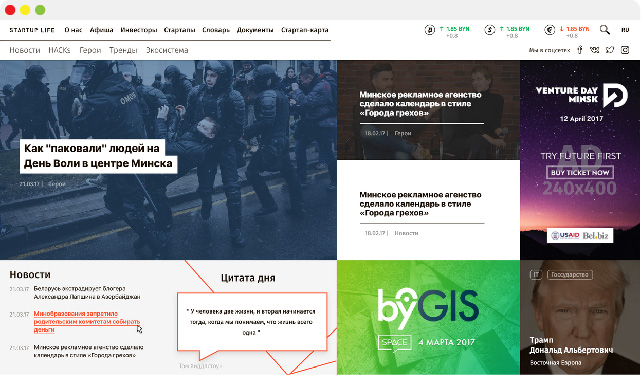 STARTUP LIFE
О нас Афиша Инвесторы Стартапы Словарь Документы Стартап-карта
↑ 1.85 BYN
+0.8
↑ 1.85 BYN
+0.8
↓ 1.85 BYN
+0.8
RU
Новости HACKs Герои Тренды Экосистема
Мы в соцсетях
Как "паковали" людей на
День Воли в центре Минска
21.03.17 | Герои
Минское рекламное агенство
сделало календарь в стиле
«Города грехов»
18.02.17 | Герои
Минское рекламное агенство
сделало календарь в стиле
«Города грехов»
18.02.17 | Новости
VENTURE DAY
MINSK
12 April 2017
AD
TRY FUTURE FIRST
BUY TICKET NOW
240x400
USAID
Bel.biz
Новости
21.03.17 Беларусь экстрадирует блогера
Александра Лапшина в Азербайджан
21.03.17 Минобразования запретило
родительским комитетам собирать
деньги
21.03.17 Минское рекламное агенство сделало
календарь в стиле «Города грехов»
Цитата дня
" У человека две жизни, и вторая начинается
тогда, когда мы понимаем, что жизнь всего
одна "
byGIS
SPACE 4 МАРТА 2017
IT Государство
Трамп
Дональд Альбертович
Восточная Европа